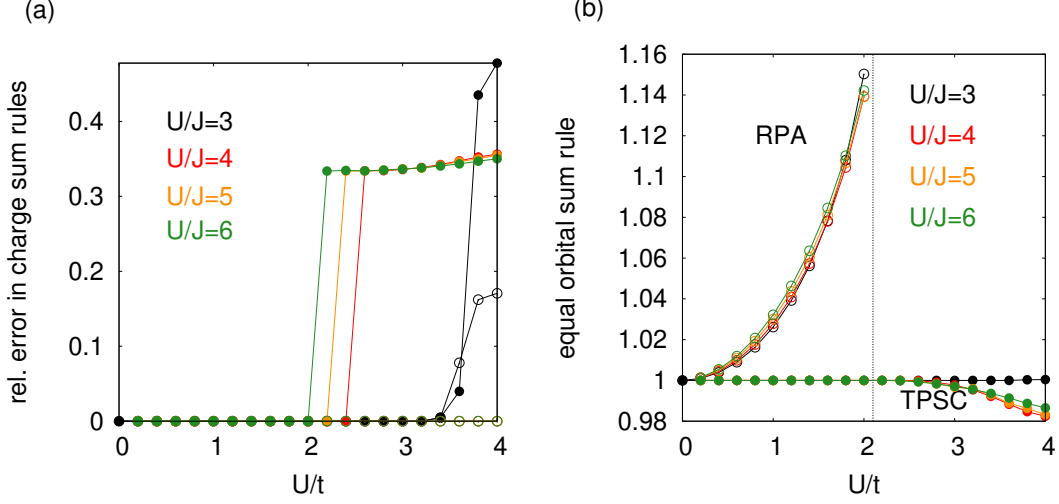 (a)
rel. error in charge sum rules
0.4
0.3
0.2
0.1
0
0
1
2
3
4
U/t
U/J=3
U/J=4
U/J=5
U/J=6
(b)
equal orbital sum rule
1.16
1.14
1.12
1.1
1.08
1.06
1.04
1.02
1
0.98
0
1
2
3
4
U/t
RPA
TPSC
U/J=3
U/J=4
U/J=5
U/J=6